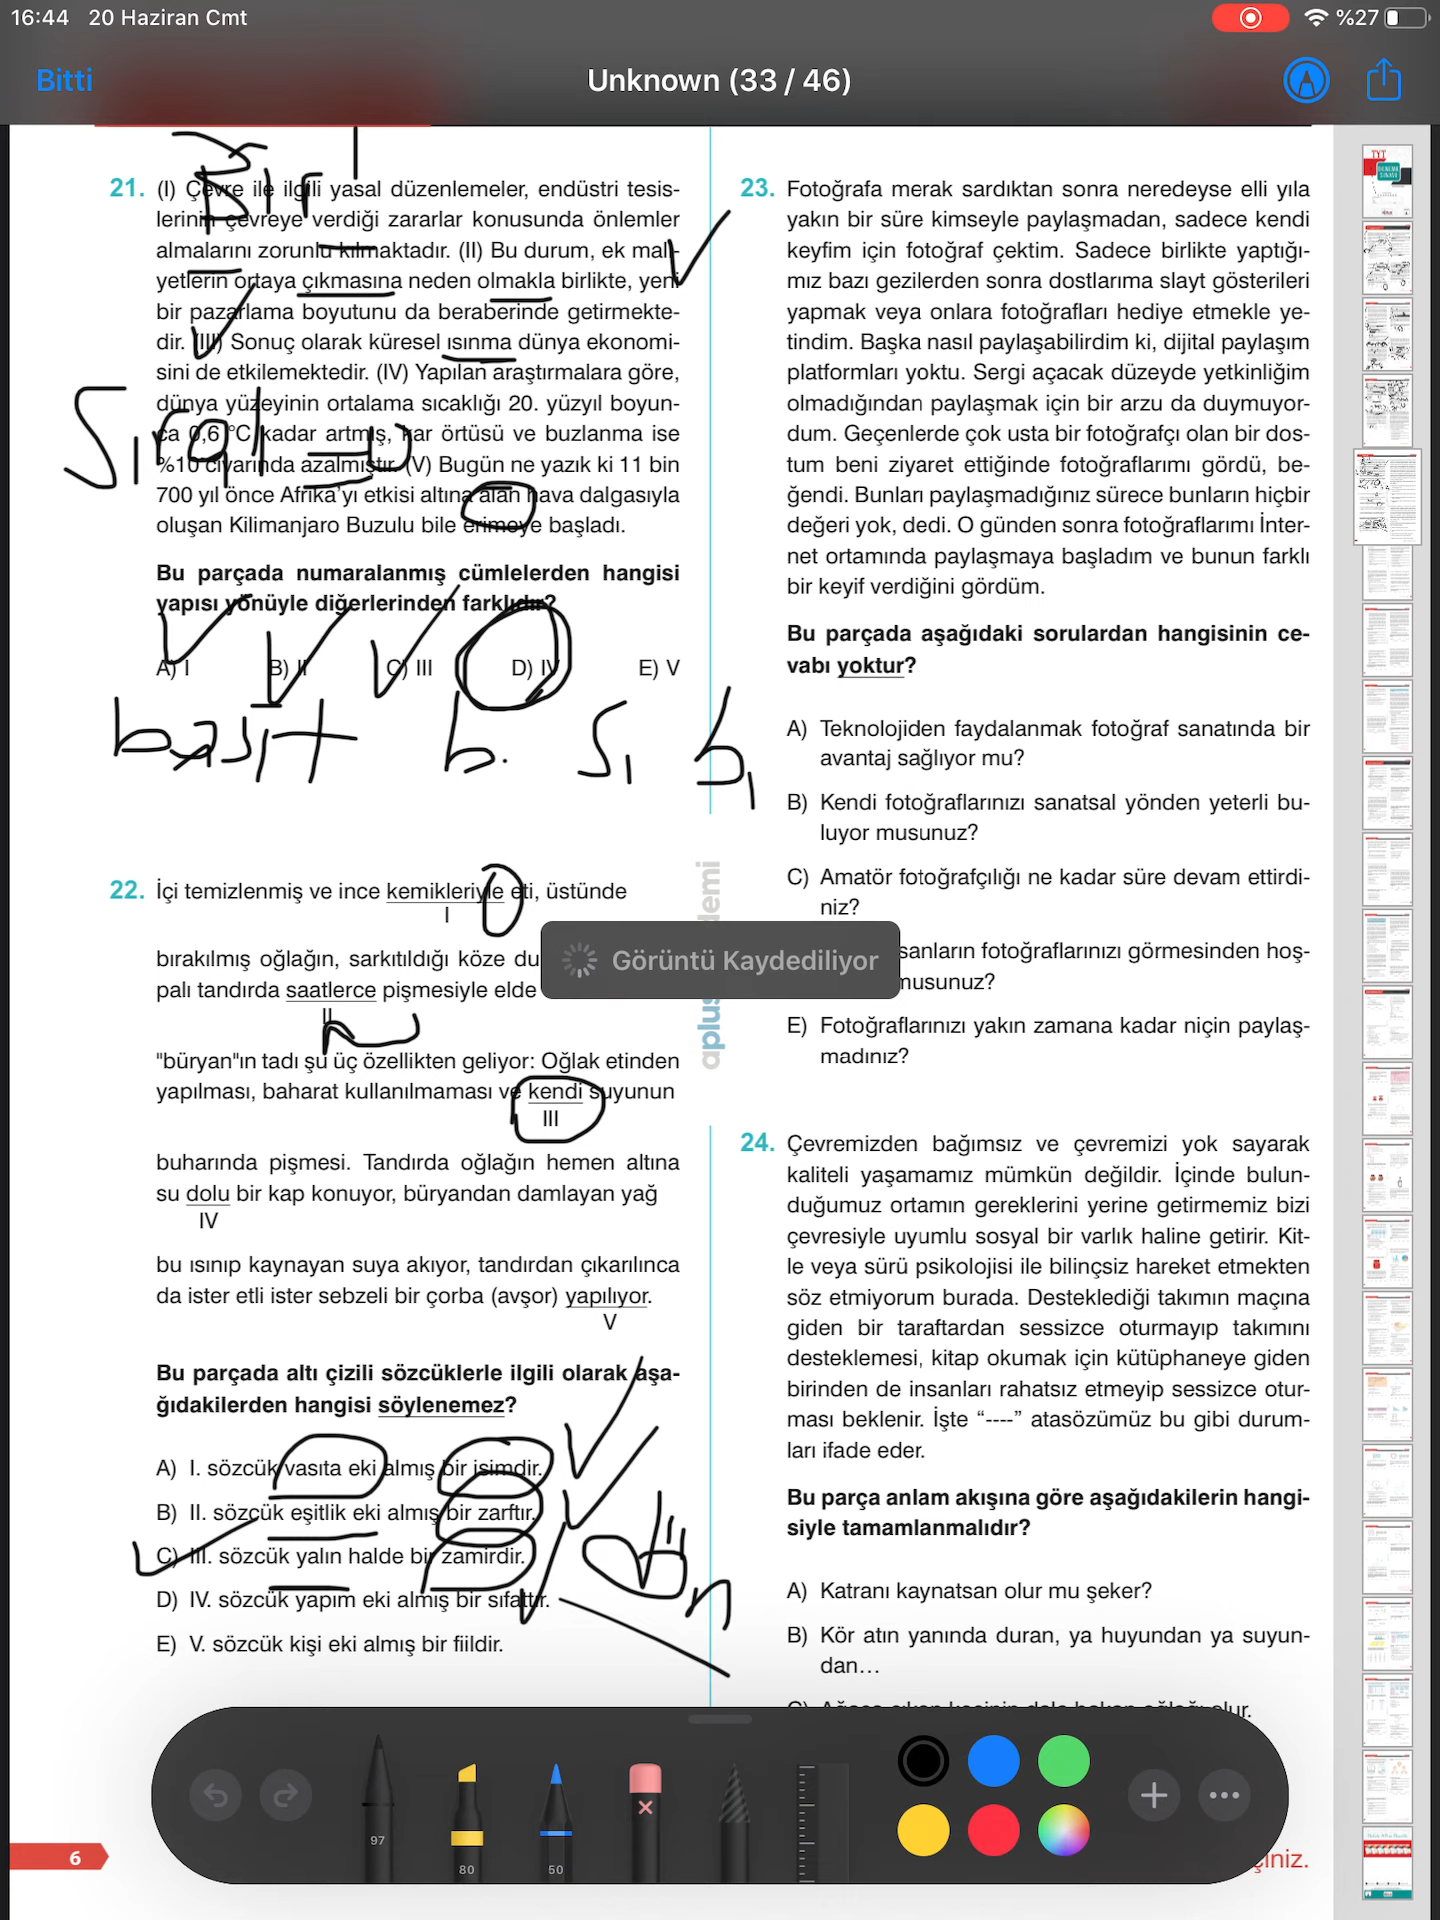 16:44 20 Haziran Cmt
%27
Bitti
Unknown (33 / 46)
Bir
21. (I) Çevre ile ilgili yasal düzenlemeler, endüstri tesis-
lerinin çevreye verdiği zararlar konusunda önlemler
almalarını zorunlu kılmaktadır. (II) Bu durum, ek mali-
yetlerin ortaya çıkmasına neden olmakla birlikte, yeni
bir pazarlama boyutunu da beraberinde getirmekte-
dir. (III) Sonuç olarak küresel ısınma dünya ekonomi-
sini de etkilemektedir. (IV) Yapılan araştırmalara göre,
dünya yüzeyinin ortalama sıcaklığı 20. yüzyıl boyun-
ca 0,6 °C kadar artmış, kar örtüsü ve buzlanma ise
%10 civarında azalmıştır. (V) Bugün ne yazık ki 11 bin
700 yıl önce Afrika'yı etkisi altına alan hava dalgasıyla
oluşan Kilimanjaro Buzulu bile erimeye başladı.
Sıralı
Bu parçada numaralanmış cümlelerden hangisi
yapısı yönüyle diğerlerinden farklıdır?
A) I B) II C) III D) IV E) V
basit b. Sı b,
22. İçi temizlenmiş ve ince kemikleriyle eti, üstünde
I
bırakılmış oğlağın, sarkıtıldığı köze du
palı tandırda saatlerce pişmesiyle elde
II
"büryan"ın tadı şu üç özellikten geliyor: Oğlak etinden
yapılması, baharat kullanılmaması ve kendi suyunun
III
buharında pişmesi. Tandırda oğlağın hemen altına
su dolu bir kap konuyor, büryandan damlayan yağ
IV
bu ısınıp kaynayan suya akıyor, tandırdan çıkarılınca
da ister etli ister sebzeli bir çorba (avşor) yapılıyor.
V
Bu parçada altı çizili sözcüklerle ilgili olarak aşa-
ğıdakilerden hangisi söylenemez?
A) I. sözcük vasıta eki almış bir isimdir.
B) II. sözcük eşitlik eki almış bir zarftır.
C) III. sözcük yalın halde bir zamirdir.
D) IV. sözcük yapım eki almış bir sıfattır.
E) V. sözcük kişi eki almış bir fiildir.
Görüntü Kaydediliyor
23. Fotoğrafa merak sardıktan sonra neredeyse elli yıla
yakın bir süre kimseyle paylaşmadan, sadece kendi
keyfim için fotoğraf çektim. Sadece birlikte yaptığı-
mız bazı gezilerden sonra dostlarıma slayt gösterileri
yapmak veya onlara fotoğrafları hediye etmekle ye-
tindim. Başka nasıl paylaşabilirdim ki, dijital paylaşım
platformları yoktu. Sergi açacak düzeyde yetkinliğim
olmadığından paylaşmak için bir arzu da duymuyor-
dum. Geçenlerde çok usta bir fotoğrafçı olan bir dos-
tum beni ziyaret ettiğinde fotoğraflarımı gördü, be-
ğendi. Bunları paylaşmadığınız sürece bunların hiçbir
değeri yok, dedi. O günden sonra fotoğraflarımı İnter-
net ortamında paylaşmaya başladım ve bunun farklı
bir keyif verdiğini gördüm.
Bu parçada aşağıdaki sorulardan hangisinin ce-
vabı yoktur?
A) Teknolojiden faydalanmak fotoğraf sanatında bir
avantaj sağlıyor mu?
B) Kendi fotoğraflarınızı sanatsal yönden yeterli bu-
luyor musunuz?
C) Amatör fotoğrafçılığı ne kadar süre devam ettirdi-
niz?
sanların fotoğraflarınızı görmesinden hoş-
musunuz?
E) Fotoğraflarınızı yakın zamana kadar niçin paylaş-
madınız?
24. Çevremizden bağımsız ve çevremizi yok sayarak
kaliteli yaşamamız mümkün değildir. İçinde bulun-
duğumuz ortamın gereklerini yerine getirmemiz bizi
çevresiyle uyumlu sosyal bir varlık haline getirir. Kit-
le veya sürü psikolojisi ile bilinçsiz hareket etmekten
söz etmiyorum burada. Desteklediği takımın maçına
giden bir taraftardan sessizce oturmayıp takımını
desteklemesi, kitap okumak için kütüphaneye giden
birinden de insanları rahatsız etmeyip sessizce otur-
ması beklenir. İşte “----” atasözümüz bu gibi durum-
ları ifade eder.
Bu parça anlam akışına göre aşağıdakilerin hangi-
siyle tamamlanmalıdır?
A) Katranı kaynatsan olur mu şeker?
B) Kör atın yanında duran, ya huyundan ya suyun-
dan…
C) Ağaca çıkan keçinin dala bakan oğlağı olur.
97 80 50
6
çiniz.